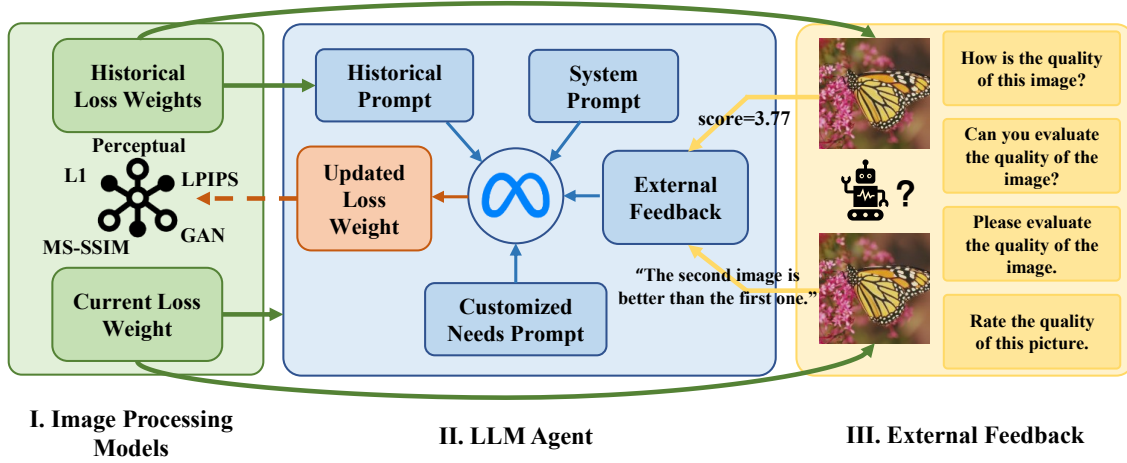 Historical
Loss Weights
Perceptual
L1
LPIPS
MS-SSIM
GAN
Current Loss
Weight
I. Image Processing
Models
Historical
Prompt
System
Prompt
Updated
Loss
Weight
External
Feedback
Customized
Needs Prompt
score=3.77
“The second image is
better than the first one.”
II. LLM Agent
?
How is the quality
of this image?
Can you evaluate
the quality of the
image?
Please evaluate
the quality of the
image.
Rate the quality
of this picture.
III. External Feedback